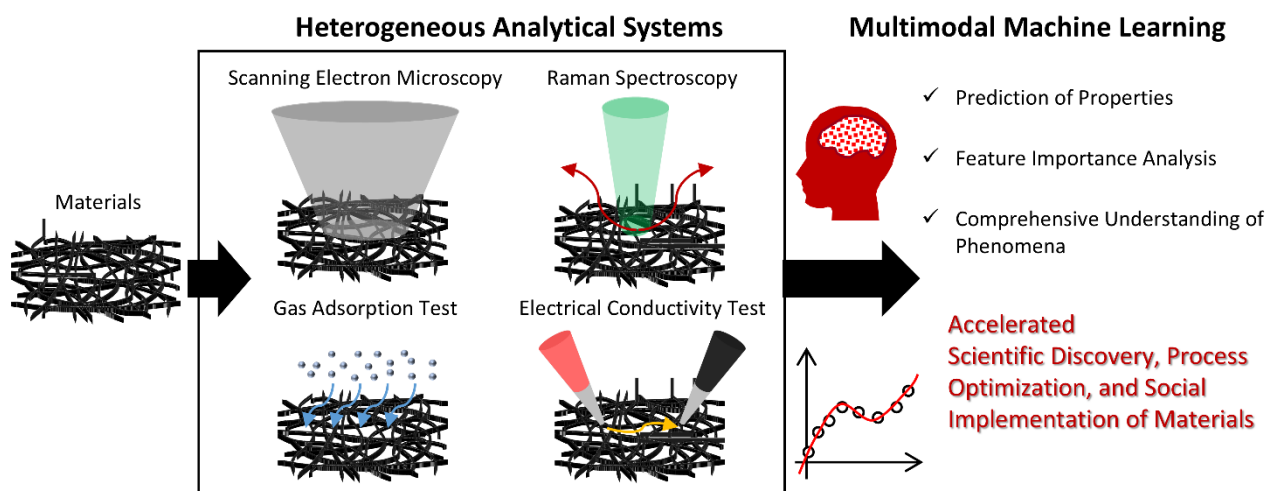 Heterogeneous Analytical Systems
Multimodal Machine Learning
Scanning Electron Microscopy
Raman Spectroscopy
Materials
Gas Adsorption Test
Electrical Conductivity Test
✓ Prediction of Properties
✓ Feature Importance Analysis
✓ Comprehensive Understanding of
Phenomena
Accelerated
Scientific Discovery, Process
Optimization, and Social
Implementation of Materials